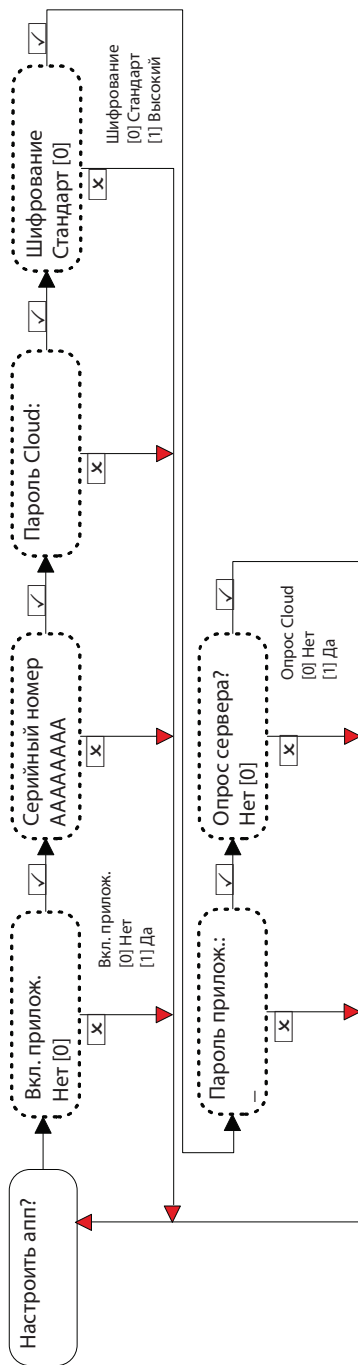 Настроить апп?
Вкл. прилож.
Нет [0]
Вкл. прилож.
[0] Нет
[1] Да
Серийный номер
AAAAAAAA
Пароль Cloud:
Шифрование
Стандарт [0]
Шифрование
[0] Стандарт
[1] Высокий
Пароль прилож.:
_
Опрос сервера?
Нет [0]
Опрос Cloud
[0] Нет
[1] Да